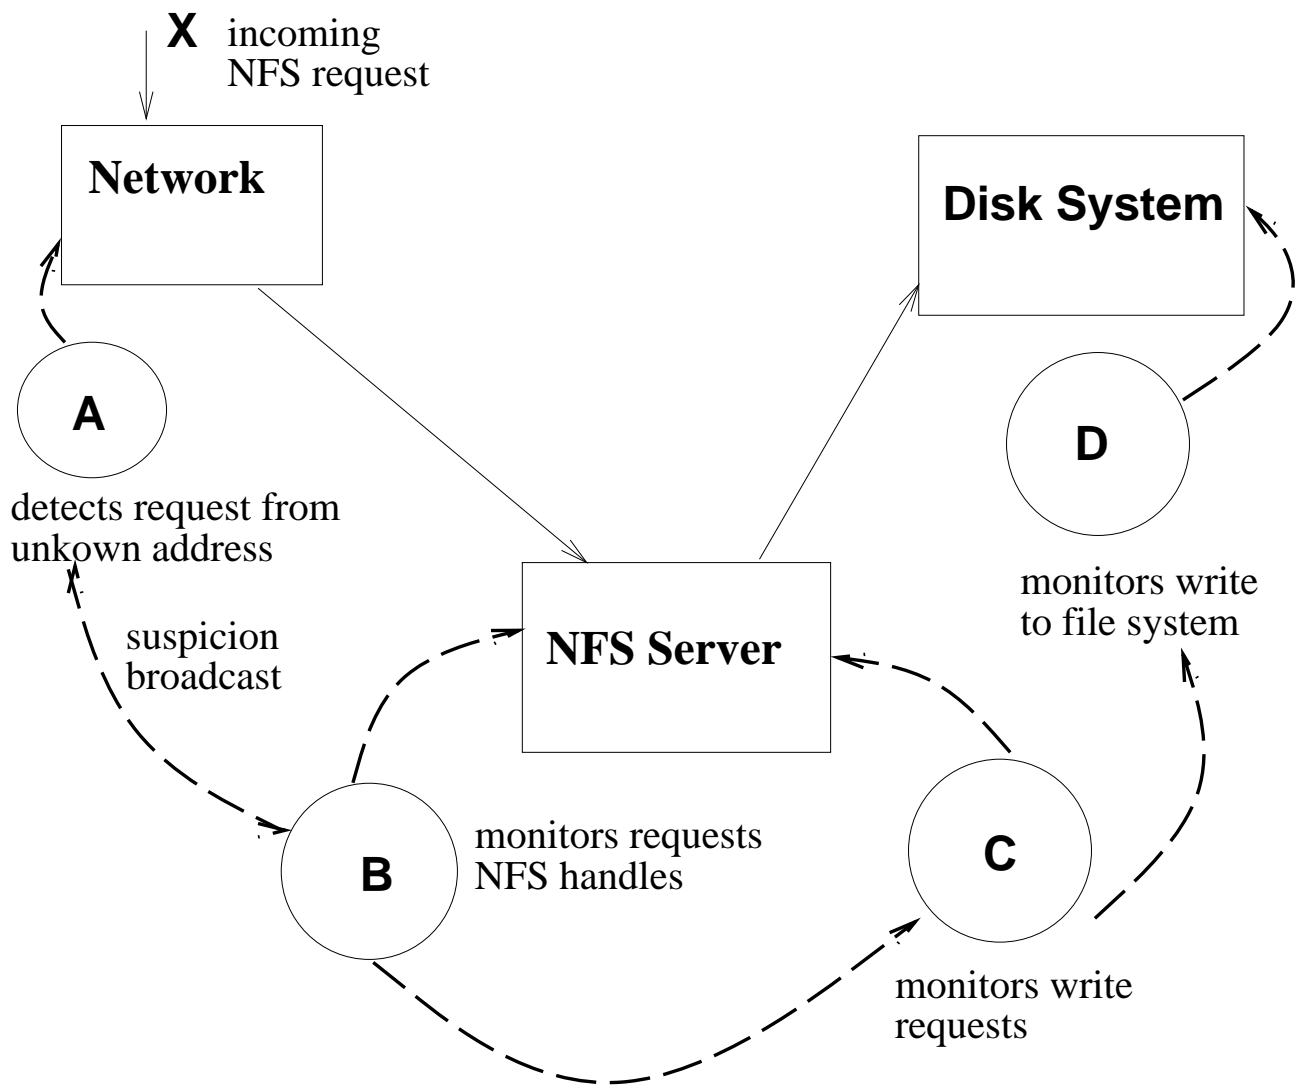 X
incoming
NFS request
Network
Disk System
A
D
detects request from
unkown address
monitors write
to file system
suspicion
broadcast
NFS Server
B
monitors requests
NFS handles
C
monitors write
requests